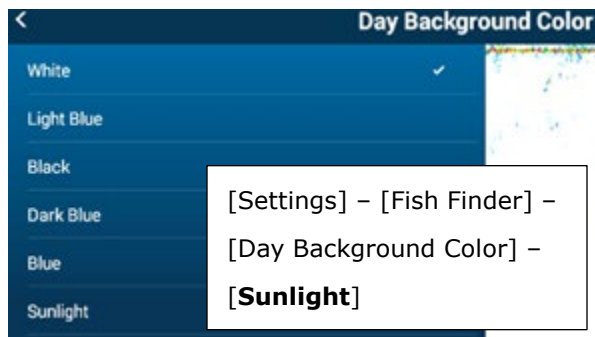 Day Background Color
White
Light Blue
Black
Dark Blue
Blue
Sunlight
[Settings] – [Fish Finder] –
[Day Background Color] –
[Sunlight]